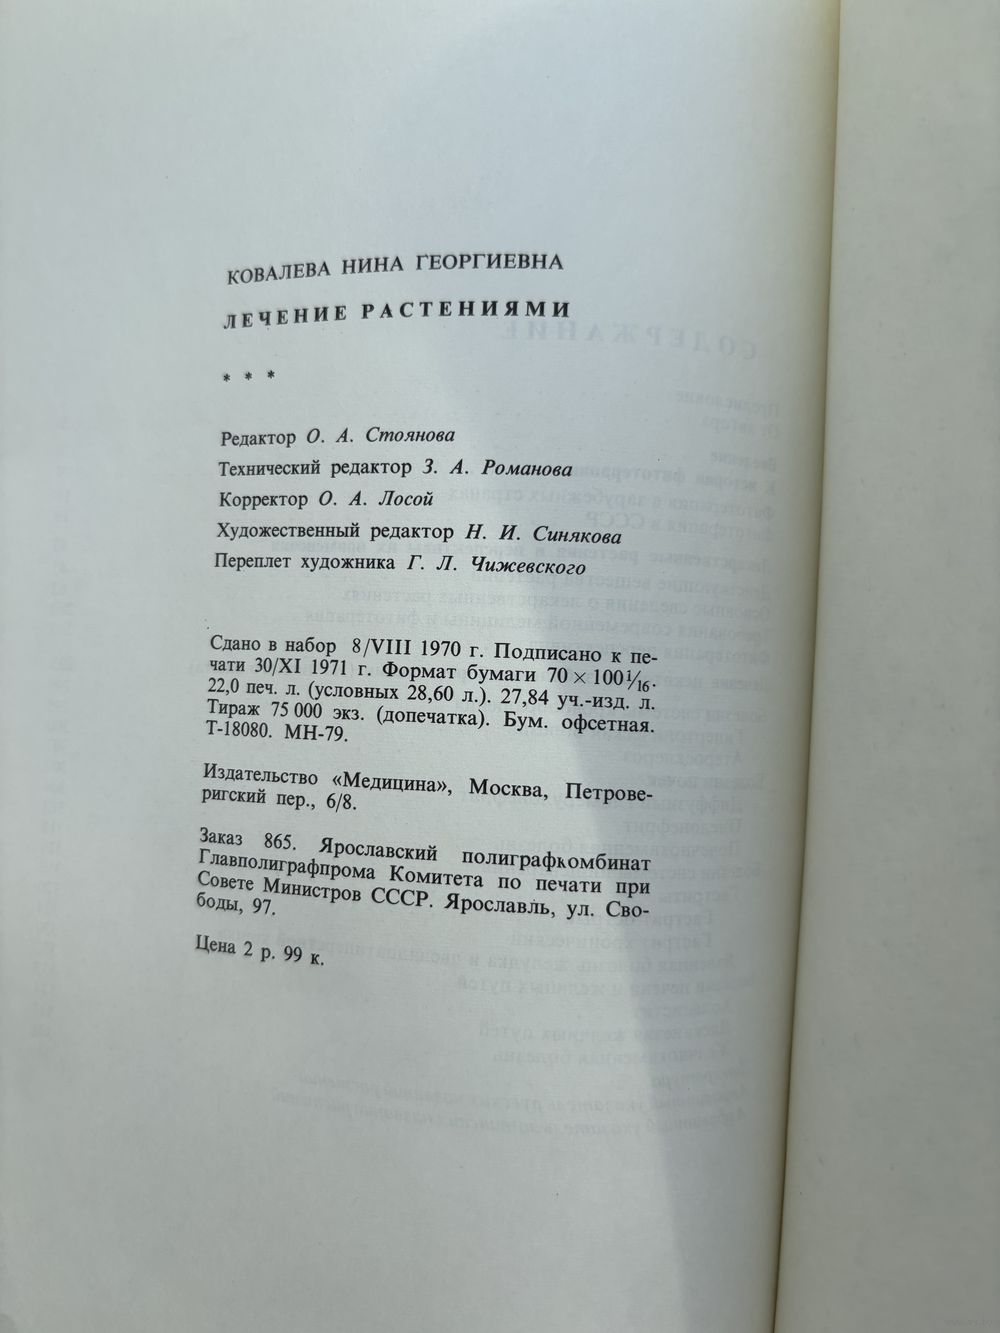 КОВАЛЕВА НИНА ГЕОРГИЕВНА
ЛЕЧЕНИЕ РАСТЕНИЯМИ
* * *
Редактор О. А. Стоянова
Технический редактор З. А. Романова
Корректор О. А. Лосой
Художественный редактор Н. И. Синякова
Переплет художника Г. Л. Чижевского
Сдано в набор 8/VIII 1970 г. Подписано к пе-
чати 30/XI 1971 г. Формат бумаги 70 × 100 1/16.
22,0 печ. л. (условных 28,60 л.). 27,84 уч.-изд. л.
Тираж 75 000 экз. (допечатка). Бум. офсетная.
Т-18080. МН-79.
Издательство «Медицина», Москва, Петрове-
ригский пер., 6/8.
Заказ 865. Ярославский полиграфкомбинат
Главполиграфпрома Комитета по печати при
Совете Министров СССР. Ярославль, ул. Сво-
боды, 97.
Цена 2 р. 99 к.
СОДЕРЖАНИЕ